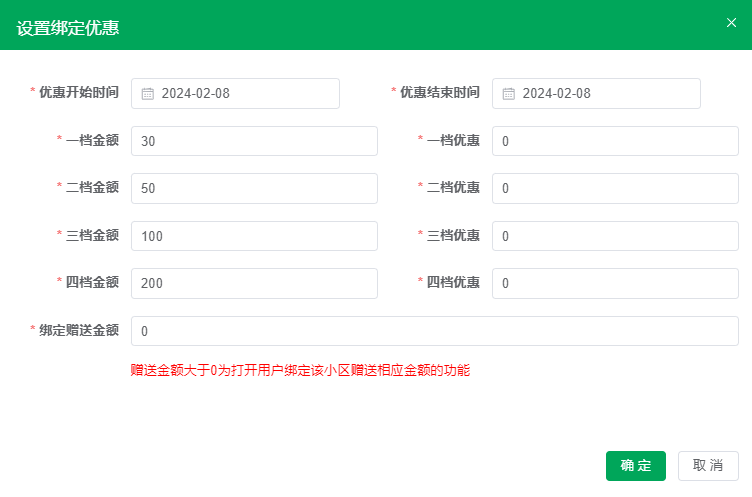 设置绑定优惠
* 优惠开始时间 2024-02-08 * 优惠结束时间 2024-02-08
* 一档金额 30 * 一档优惠 0
* 二档金额 50 * 二档优惠 0
* 三档金额 100 * 三档优惠 0
* 四档金额 200 * 四档优惠 0
* 绑定赠送金额 0
赠送金额大于0为打开用户绑定该小区赠送相应金额的功能
确定 取消